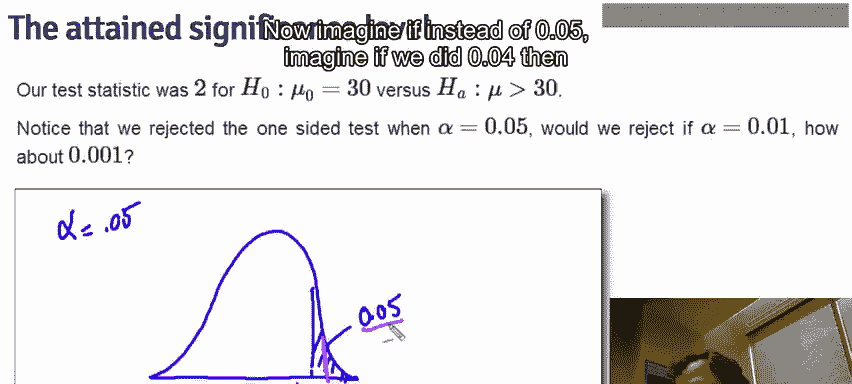 The attained significance level
Now imagine if instead of 0.05,
imagine if we did 0.04 then
Our test statistic was 2 for H₀ : μ₀ = 30 versus Hₐ : μ > 30.
Notice that we rejected the one sided test when α = 0.05, would we reject if α = 0.01, how
about 0.001?
α = .05
0.05